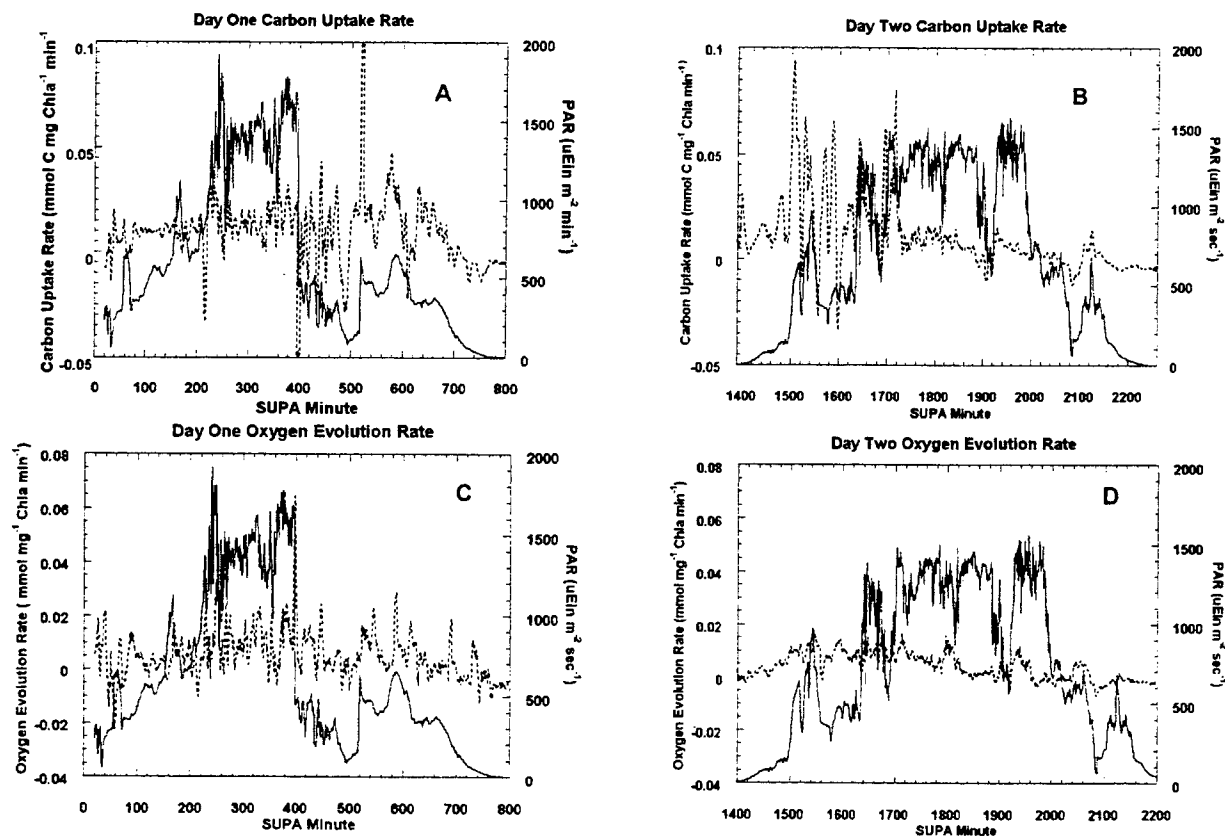 Day One Carbon Uptake Rate
Carbon Uptake Rate (mmol C mg Chla⁻¹ min⁻¹)
0.1
0.05
0
-0.05
A
2000
1500
1000
500
0
PAR (uEin m⁻² min⁻¹)
0 100 200 300 400 500 600 700 800
SUPA Minute
Day Two Carbon Uptake Rate
Carbon Uptake Rate (mmol C mg⁻¹ Chla min⁻¹)
0.1
0.05
0
-0.05
B
2000
1500
1000
500
0
PAR (uEin m⁻² sec⁻¹)
1400 1500 1600 1700 1800 1900 2000 2100 2200
SUPA Minute
Day One Oxygen Evolution Rate
Oxygen Evolution Rate ( mmol mg⁻¹ Chla min⁻¹)
0.08
0.06
0.04
0.02
0
-0.02
-0.04
C
2000
1500
1000
500
0
PAR (uEin m⁻² sec⁻¹)
0 100 200 300 400 500 600 700 800
SUPA Minute
Day Two Oxygen Evolution Rate
Oxygen Evolution Rate (mmol mg⁻¹ Chla min⁻¹)
0.08
0.06
0.04
0.02
0
-0.02
-0.04
D
2000
1500
1000
500
0
PAR (uEin m⁻² sec⁻¹)
1400 1500 1600 1700 1800 1900 2000 2100 2200
SUPA Minute